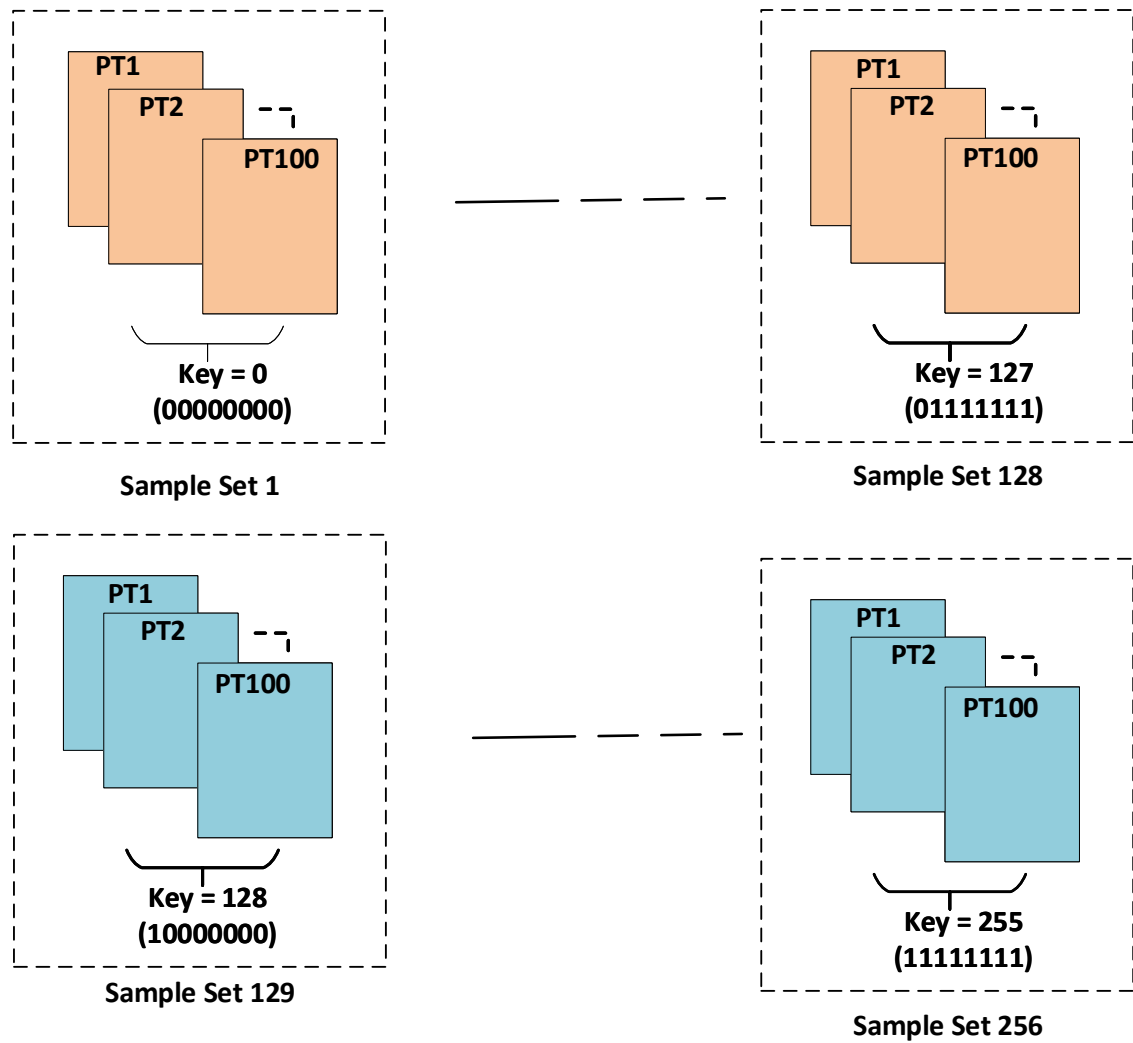 PT1
PT2
PT100
Key = 0
(00000000)
Sample Set 1
PT1
PT2
PT100
Key = 127
(01111111)
Sample Set 128
PT1
PT2
PT100
Key = 128
(10000000)
Sample Set 129
PT1
PT2
PT100
Key = 255
(11111111)
Sample Set 256